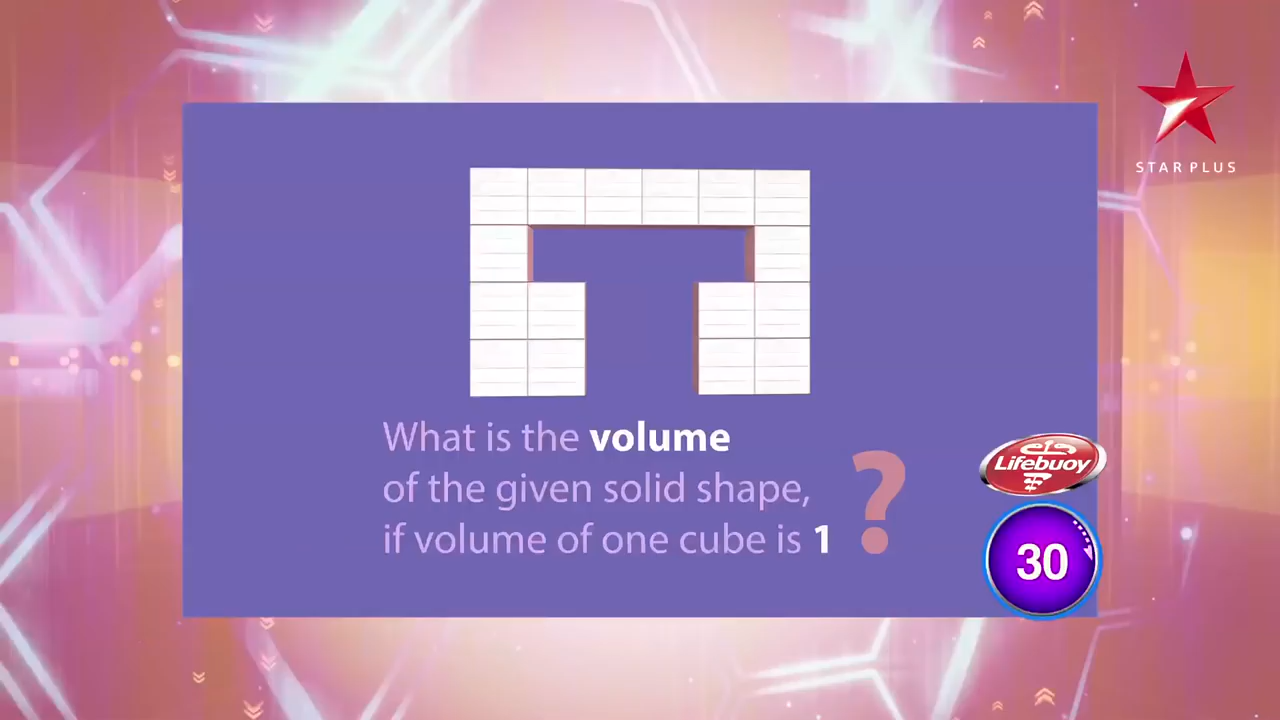 STAR PLUS
What is the volume
of the given solid shape,
if volume of one cube is 1 ?
Lifebuoy
30